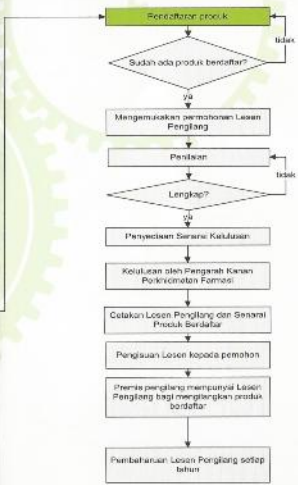 Pendaftaran produk
tidak
Sudah ada produk berdaftar?
ya
Mengemukakan permohonan Lesen
Pengilang
Penilaian
tidak
Lengkap?
ya
Penyediaan Senarai Kelulusan
Kelulusan oleh Pengarah Kanan
Perkhidmatan Farmasi
Cetakan Lesen Pengilang dan Senarai
Produk Berdaftar
Pengisuan Lesen kepada pemohon
Premis pengilang mempunyai Lesen
Pengilang bagi mengilangkan produk
berdaftar
Pembaharuan Lesen Pengilang setiap
tahun